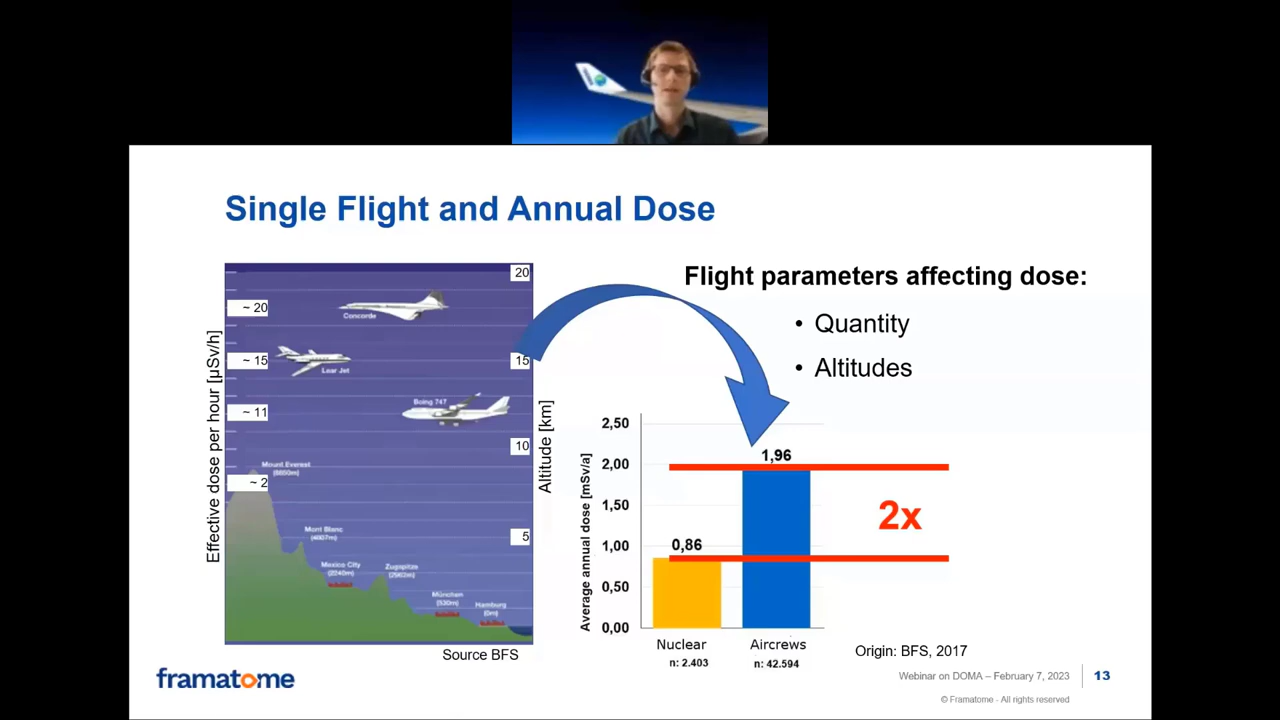 Single Flight and Annual Dose
Effective dose per hour [µSv/h]
~ 20
~ 15
~ 11
~ 2
Concorde
Lear Jet
Boing 747
Mount Everest
(8850m)
Mont Blanc
(4807m)
Mexico City
(2240m)
Zugspitze
(2962m)
München
(530m)
Hamburg
(0m)
20
15
10
5
Altitude [km]
Source BFS
Flight parameters affecting dose:
• Quantity
• Altitudes
Average annual dose [mSv/a]
2,50
2,00
1,50
1,00
0,50
0,00
0,86
1,96
2x
Nuclear
n: 2.403
Aircrews
n: 42.594
Origin: BFS, 2017
framatome
Webinar on DOMA – February 7, 2023
13
© Framatome - All rights reserved